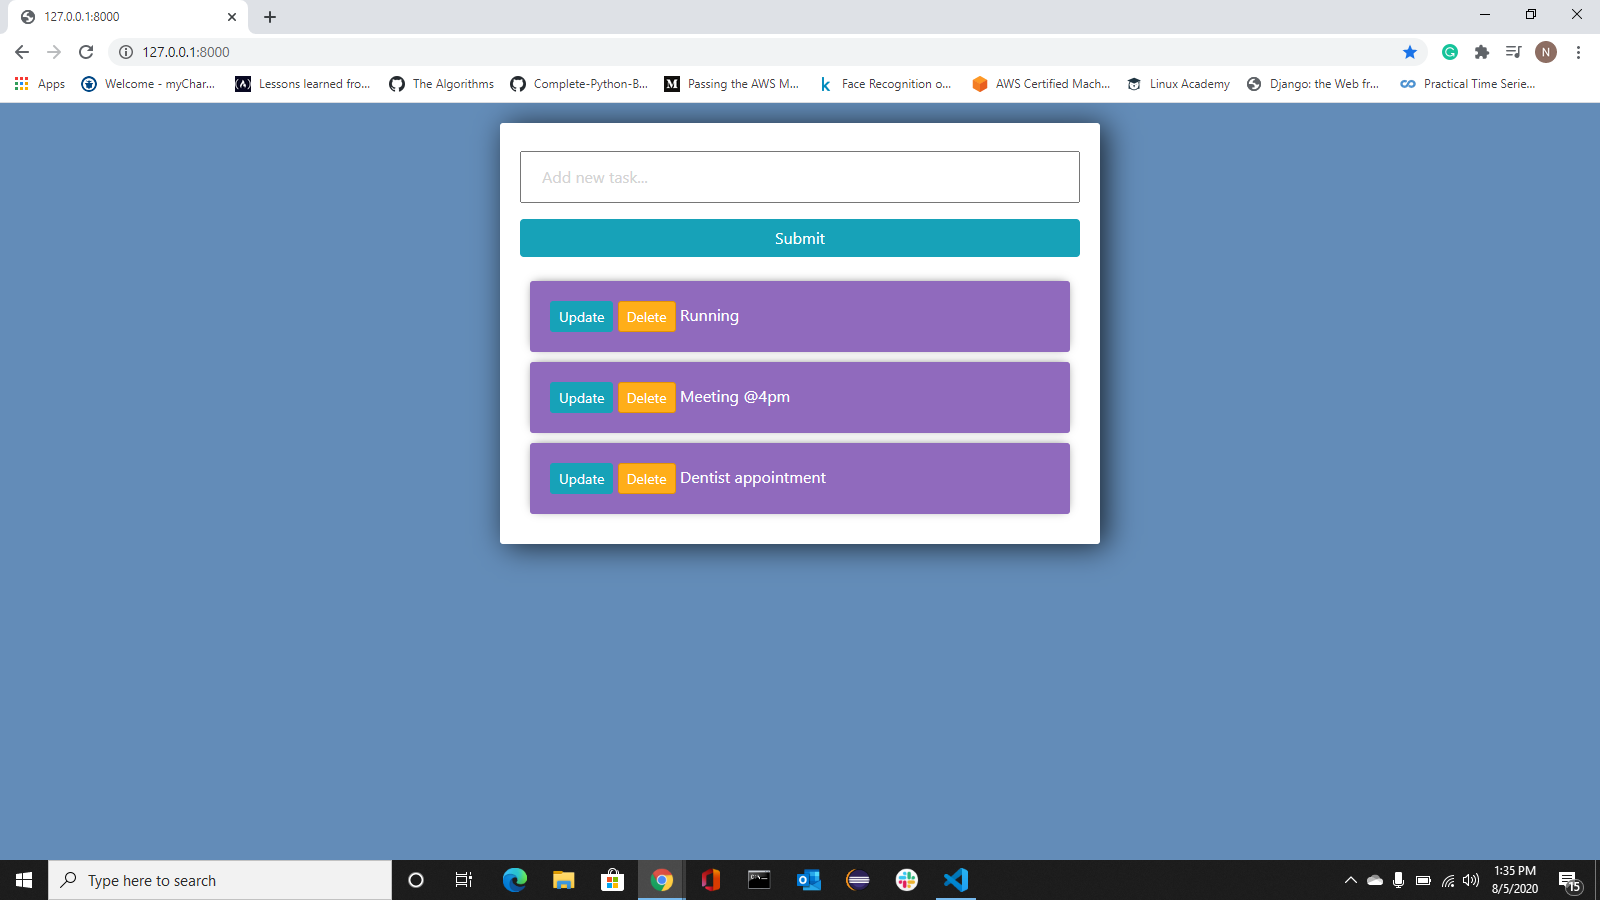 127.0.0.1:8000
127.0.0.1:8000
N
Apps
Welcome - myChar...
Lessons learned fro...
The Algorithms
Complete-Python-B...
Passing the AWS M...
Face Recognition o...
AWS Certified Mach...
Linux Academy
Django: the Web fr...
Practical Time Serie...
Add new task...
Submit
Update Delete Running
Update Delete Meeting @4pm
Update Delete Dentist appointment
Type here to search
1:35 PM
8/5/2020
15